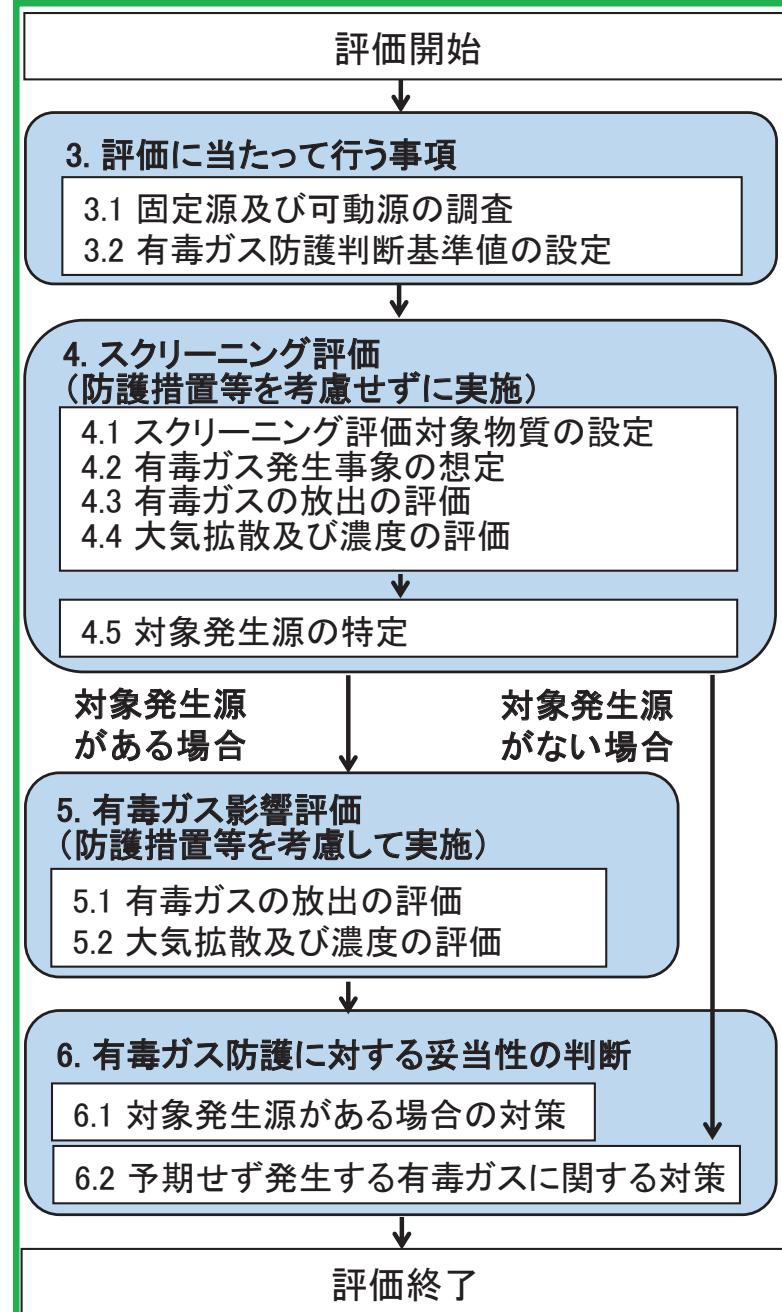 評価開始
3. 評価に当たって行う事項
3.1 固定源及び可動源の調査
3.2 有毒ガス防護判断基準値の設定
4. スクリーニング評価
(防護措置等を考慮せずに実施)
4.1 スクリーニング評価対象物質の設定
4.2 有毒ガス発生事象の想定
4.3 有毒ガスの放出の評価
4.4 大気拡散及び濃度の評価
4.5 対象発生源の特定
対象発生源
がある場合
対象発生源
がない場合
5. 有毒ガス影響評価
(防護措置等を考慮して実施)
5.1 有毒ガスの放出の評価
5.2 大気拡散及び濃度の評価
6. 有毒ガス防護に対する妥当性の判断
6.1 対象発生源がある場合の対策
6.2 予期せず発生する有毒ガスに関する対策
評価終了